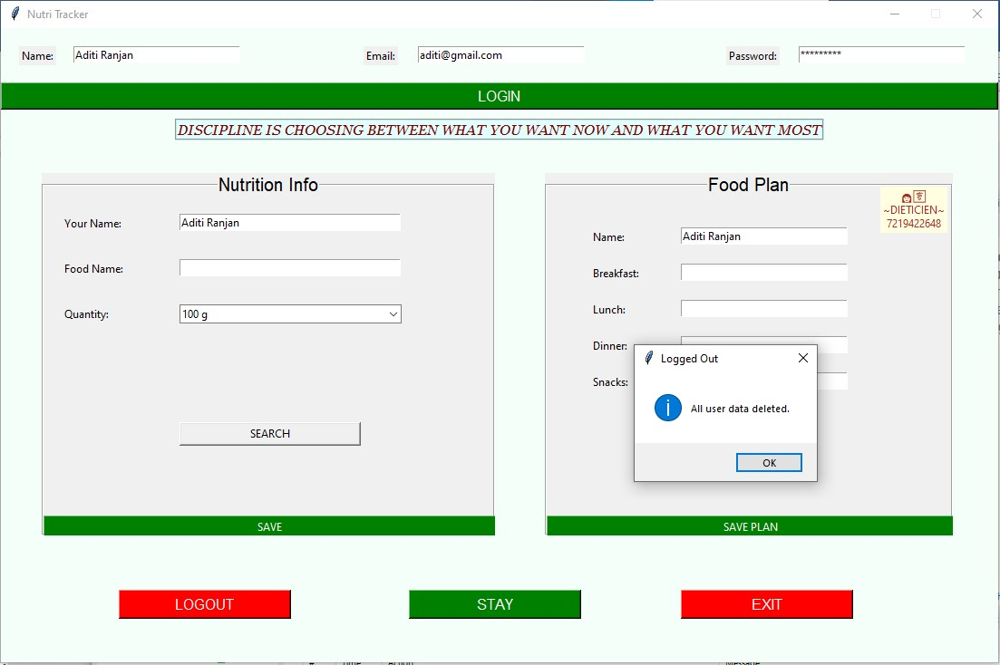 Nutri Tracker
Name: Aditi Ranjan Email: aditi@gmail.com Password: *********
LOGIN
DISCIPLINE IS CHOOSING BETWEEN WHAT YOU WANT NOW AND WHAT YOU WANT MOST
Nutrition Info
Your Name: Aditi Ranjan
Food Name:
Quantity: 100 g
SEARCH
SAVE
Food Plan
~DIETICIEN~
7219422648
Name: Aditi Ranjan
Breakfast:
Lunch:
Dinner:
Snacks:
Logged Out
All user data deleted.
OK
SAVE PLAN
LOGOUT STAY EXIT